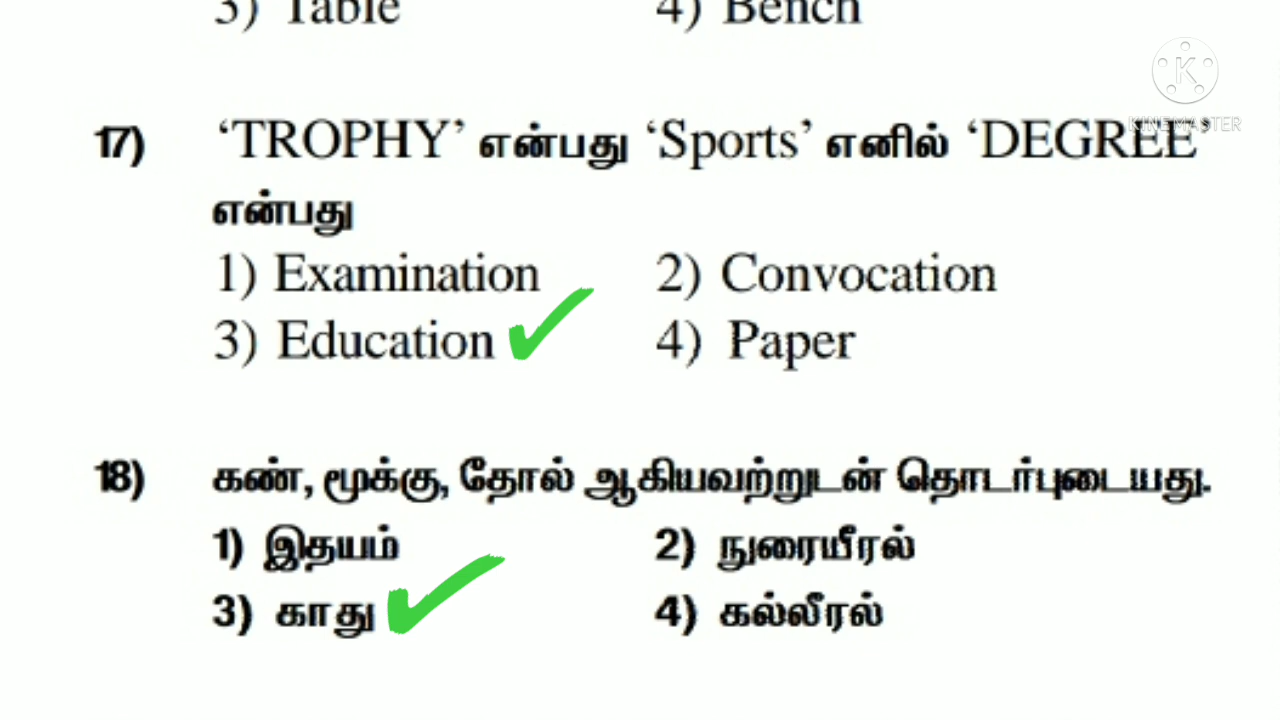 3) Table 4) Bench
K
KINEMASTER
17) ‘TROPHY’ என்பது ‘Sports’ எனில் ‘DEGREE’
என்பது
1) Examination 2) Convocation
3) Education 4) Paper
18) கண், மூக்கு, தோல் ஆகியவற்றுடன் தொடர்புடையது.
1) இதயம் 2) நுரையீரல்
3) காது 4) கல்லீரல்